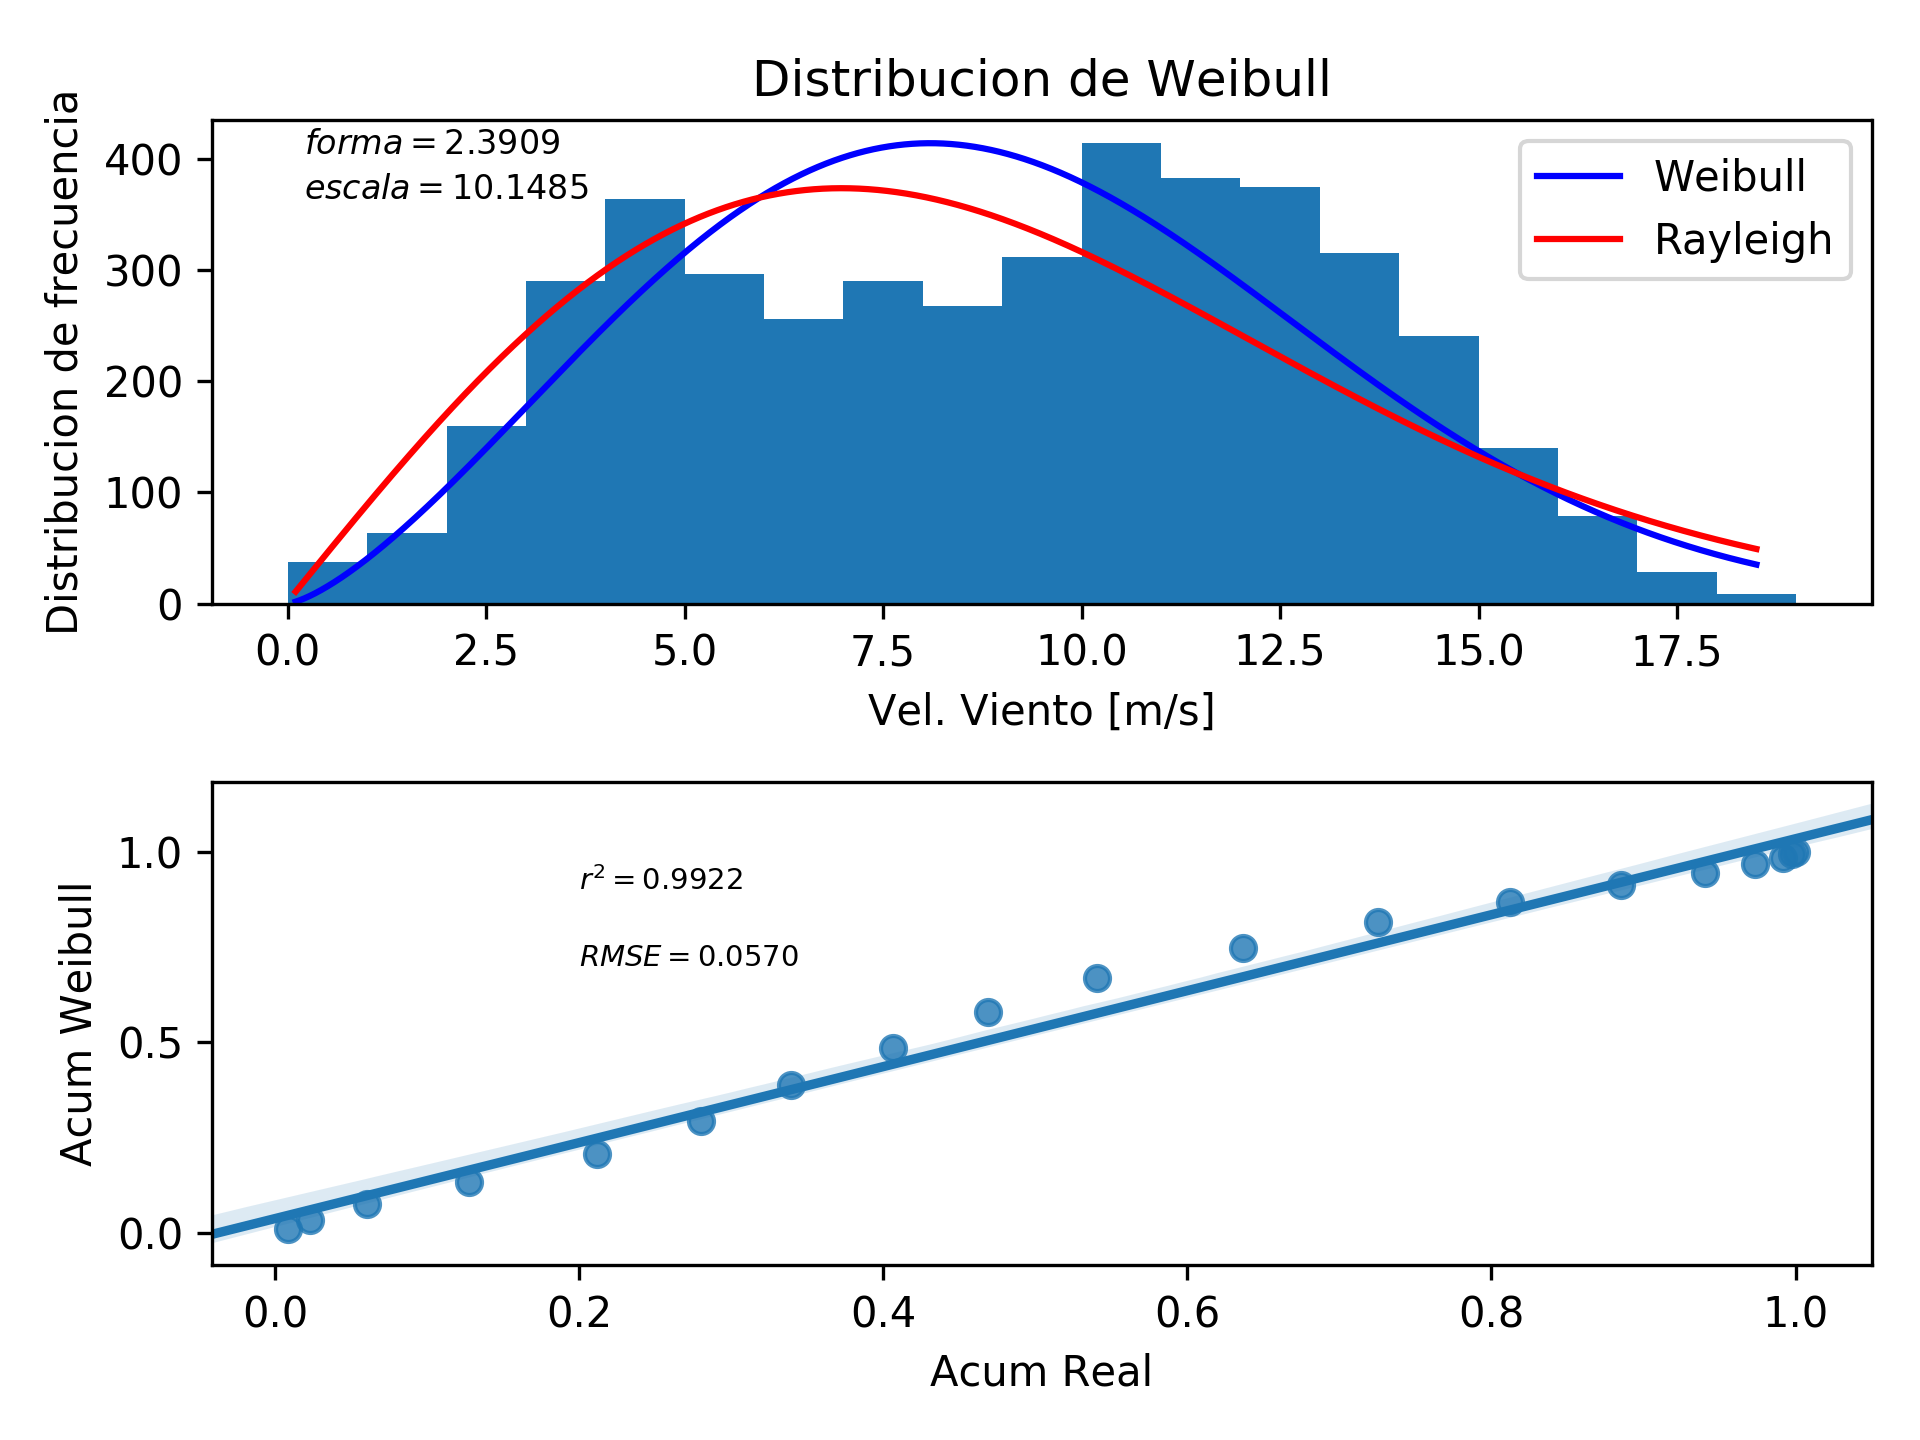 Distribucion de Weibull
forma = 2.3909
escala = 10.1485
Weibull
Rayleigh
Distribucion de frecuencia
400
300
200
100
0
0.0 2.5 5.0 7.5 10.0 12.5 15.0 17.5
Vel. Viento [m/s]
r² = 0.9922
RMSE = 0.0570
Acum Weibull
1.0
0.5
0.0
0.0 0.2 0.4 0.6 0.8 1.0
Acum Real